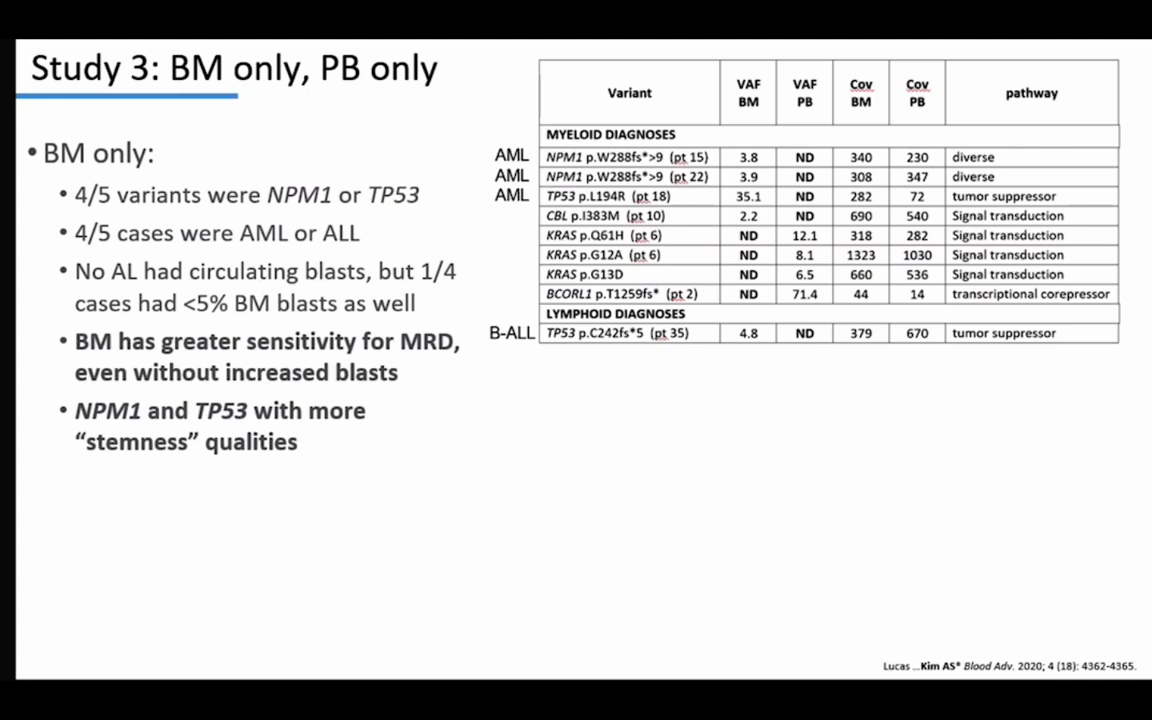 Study 3: BM only, PB only
• BM only:
• 4/5 variants were NPM1 or TP53
• 4/5 cases were AML or ALL
• No AL had circulating blasts, but 1/4
cases had <5% BM blasts as well
• BM has greater sensitivity for MRD,
even without increased blasts
• NPM1 and TP53 with more
“stemness” qualities
Variant VAF BM VAF PB Cov BM Cov PB pathway
MYELOID DIAGNOSES
AML NPM1 p.W288fs*>9 (pt 15) 3.8 ND 340 230 diverse
AML NPM1 p.W288fs*>9 (pt 22) 3.9 ND 308 347 diverse
AML TP53 p.L194R (pt 18) 35.1 ND 282 72 tumor suppressor
CBL p.I383M (pt 10) 2.2 ND 690 540 Signal transduction
KRAS p.Q61H (pt 6) ND 12.1 318 282 Signal transduction
KRAS p.G12A (pt 6) ND 8.1 1323 1030 Signal transduction
KRAS p.G13D ND 6.5 660 536 Signal transduction
BCORL1 p.T1259fs* (pt 2) ND 71.4 44 14 transcriptional corepressor
LYMPHOID DIAGNOSES
B-ALL TP53 p.C242fs*5 (pt 35) 4.8 ND 379 670 tumor suppressor
Lucas ...Kim AS* Blood Adv. 2020; 4 (18): 4362-4365.